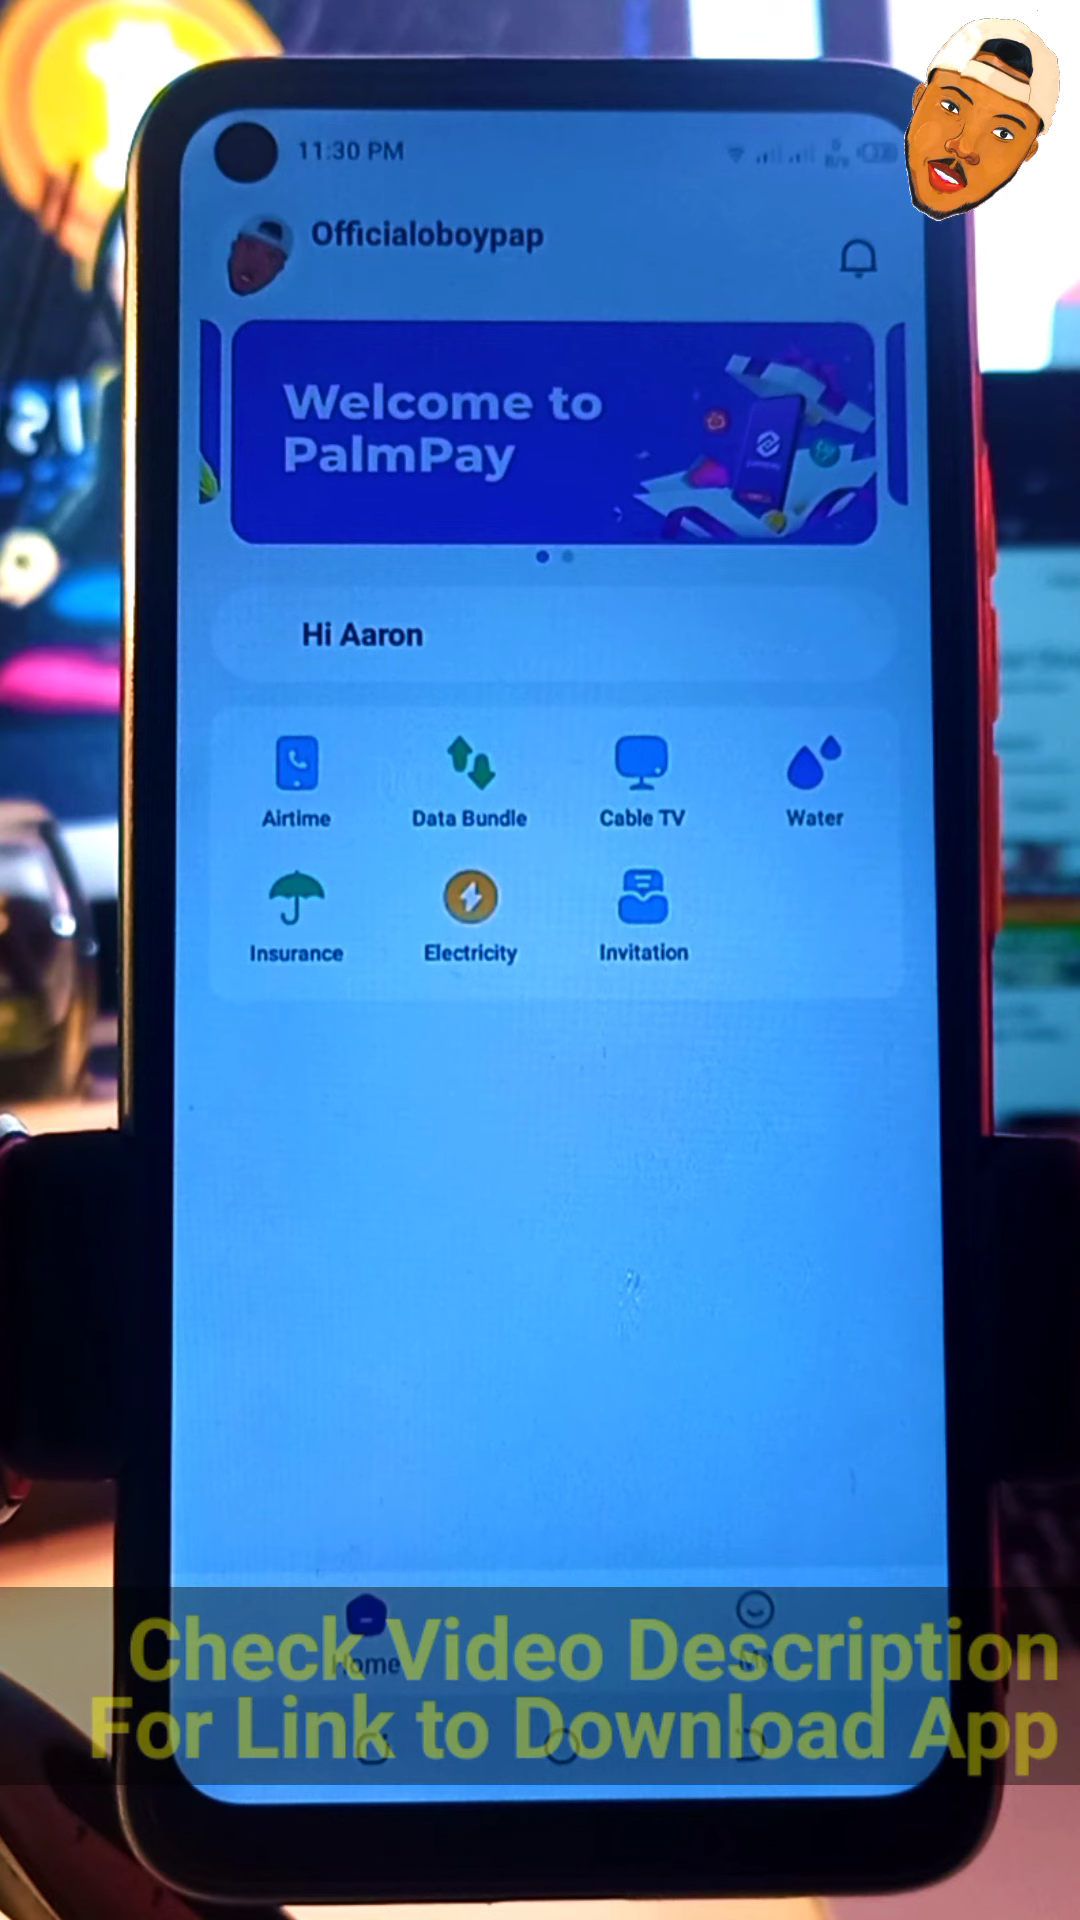 11:30 PM
Officialoboypap
Welcome to
PalmPay
Hi Aaron
Airtime
Data Bundle
Cable TV
Water
Insurance
Electricity
Invitation
Home
Me
Check Video Description
For Link to Download App